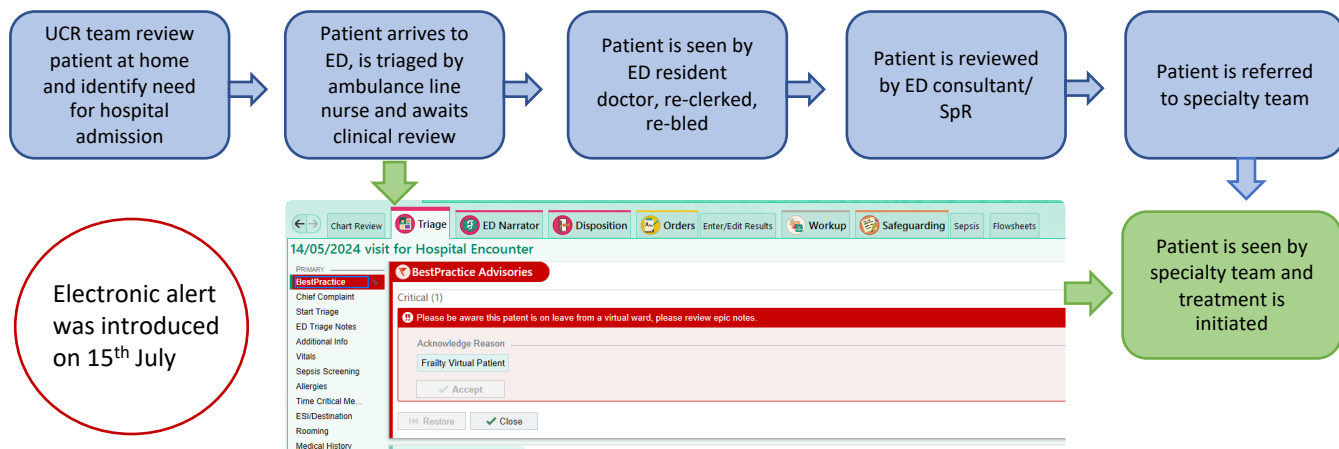 UCR team review
patient at home
and identify need
for hospital
admission
Patient arrives to
ED, is triaged by
ambulance line
nurse and awaits
clinical review
Patient is seen by
ED resident
doctor, re-clerked,
re-bled
Patient is reviewed
by ED consultant/
SpR
Patient is referred
to specialty team
Electronic alert
was introduced
on 15th July
Chart Review
Triage
ED Narrator
Disposition
Orders
Enter/Edit Results
Workup
Safeguarding
Sepsis
Flowsheets
14/05/2024 visit for Hospital Encounter
PRIMARY
BestPractice
Chief Complaint
Start Triage
ED Triage Notes
Additional Info
Vitals
Sepsis Screening
Allergies
Time Critical Me...
ESI/Destination
Rooming
Medical History
BestPractice Advisories
Critical (1)
Please be aware this patent is on leave from a virtual ward, please review epic notes.
Acknowledge Reason
Frailty Virtual Patient
Accept
Restore
Close
Patient is seen by
specialty team and
treatment is
initiated